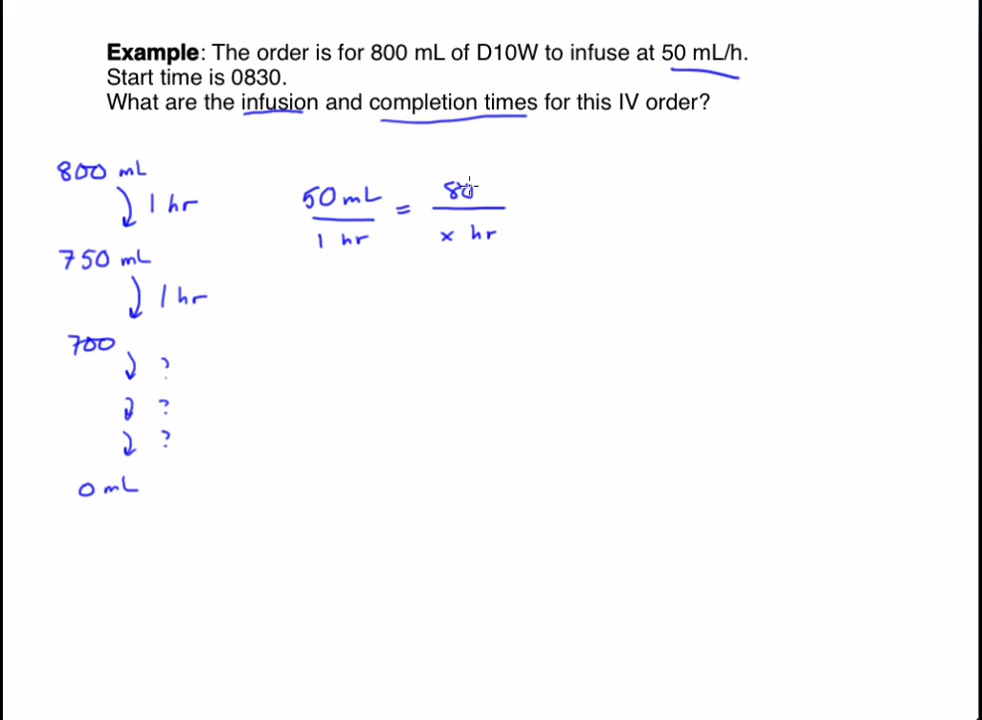 Example: The order is for 800 mL of D10W to infuse at 50 mL/h.
Start time is 0830.
What are the infusion and completion times for this IV order?
800 mL
1 hr
750 mL
1 hr
700
?
?
?
0 mL
50 mL = 80
1 hr x hr